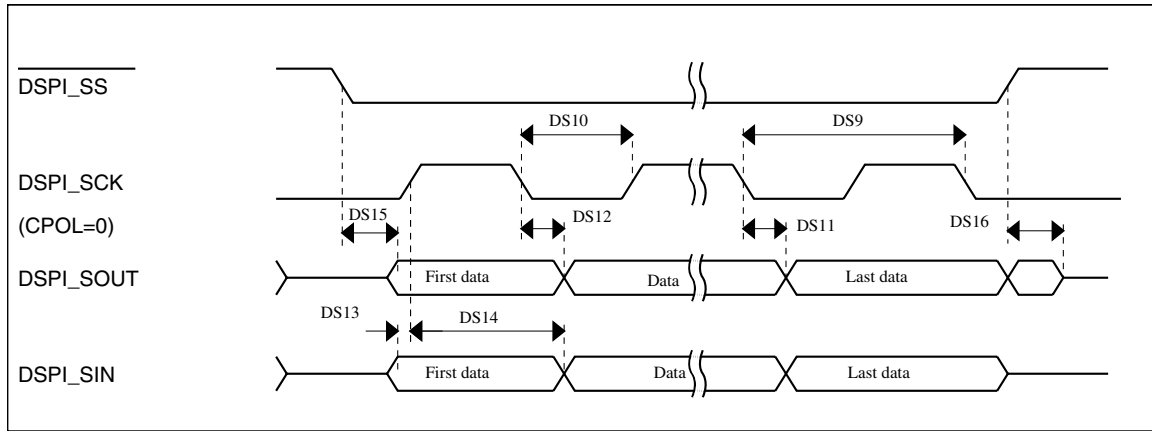 DSPI_SS
DS10
DS9
DSPI_SCK
(CPOL=0)
DS15
DS12
DS11
DS16
DSPI_SOUT
First data
Data
Last data
DS13
DS14
DSPI_SIN
First data
Data
Last data